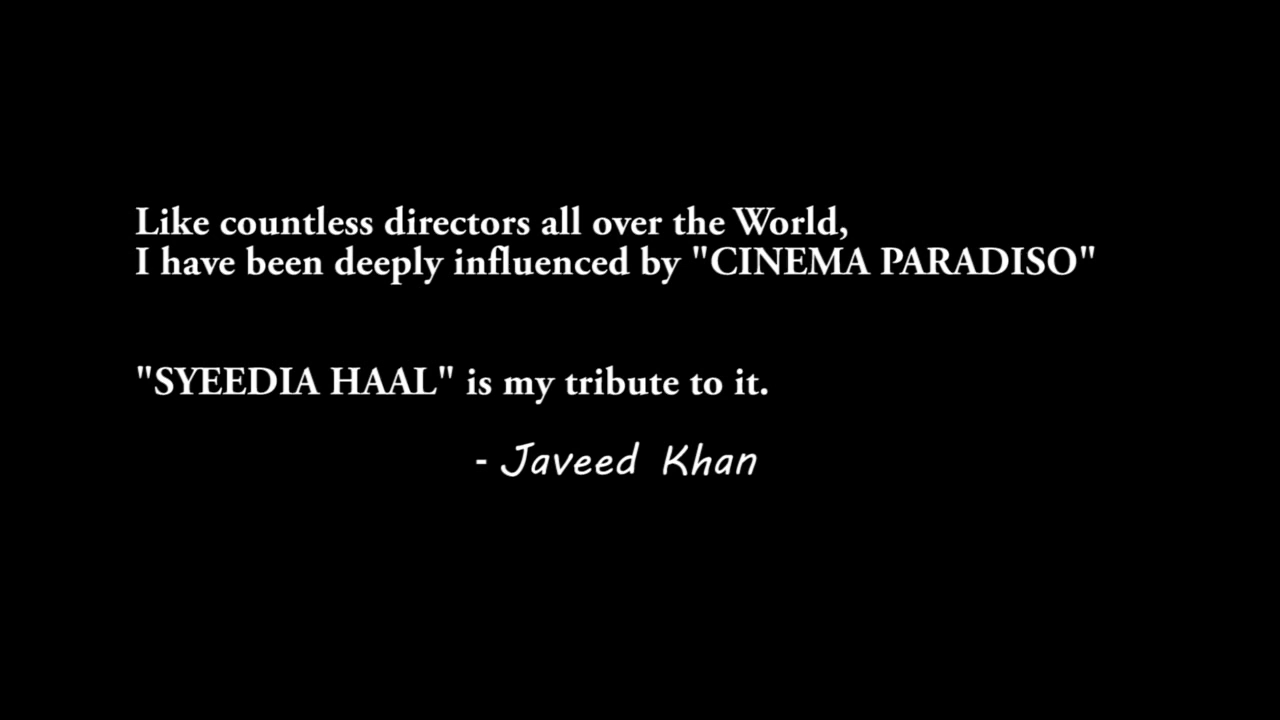 Like countless directors all over the World,
I have been deeply influenced by "CINEMA PARADISO"
"SYEEDIA HAAL" is my tribute to it.
- Javeed Khan